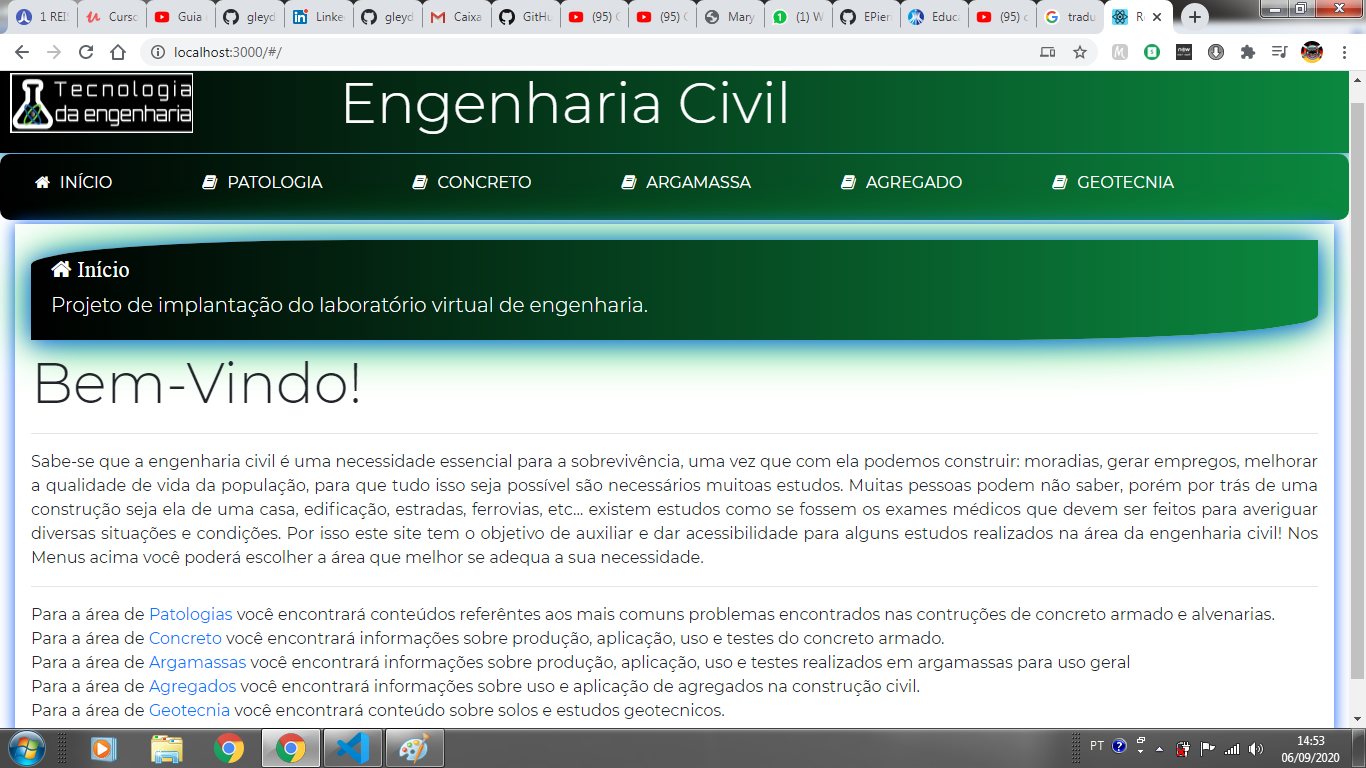 1 REIS
Curso
Guia
gleyd
Linke
gleyd
Caixa
GitHu
(95) C
(95) C
Mary
(1) W
EPier
Educa
(95) c
tradu
localhost:3000/#/
Tecnologia
da engenharia
Engenharia Civil
INÍCIO
PATOLOGIA
CONCRETO
ARGAMASSA
AGREGADO
GEOTECNIA
Início
Projeto de implantação do laboratório virtual de engenharia.
Bem-Vindo!
Sabe-se que a engenharia civil é uma necessidade essencial para a sobrevivência, uma vez que com ela podemos construir: moradias, gerar empregos, melhorar
a qualidade de vida da população, para que tudo isso seja possível são necessários muitoas estudos. Muitas pessoas podem não saber, porém por trás de uma
construção seja ela de uma casa, edificação, estradas, ferrovias, etc... existem estudos como se fossem os exames médicos que devem ser feitos para averiguar
diversas situações e condições. Por isso este site tem o objetivo de auxiliar e dar acessibilidade para alguns estudos realizados na área da engenharia civil! Nos
Menus acima você poderá escolher a área que melhor se adequa a sua necessidade.
Para a área de Patologias você encontrará conteúdos referêntes aos mais comuns problemas encontrados nas contruções de concreto armado e alvenarias.
Para a área de Concreto você encontrará informações sobre produção, aplicação, uso e testes do concreto armado.
Para a área de Argamassas você encontrará informações sobre produção, aplicação, uso e testes realizados em argamassas para uso geral
Para a área de Agregados você encontrará informações sobre uso e aplicação de agregados na construção civil.
Para a área de Geotecnia você encontrará conteúdo sobre solos e estudos geotecnicos.
PT
14:53
06/09/2020